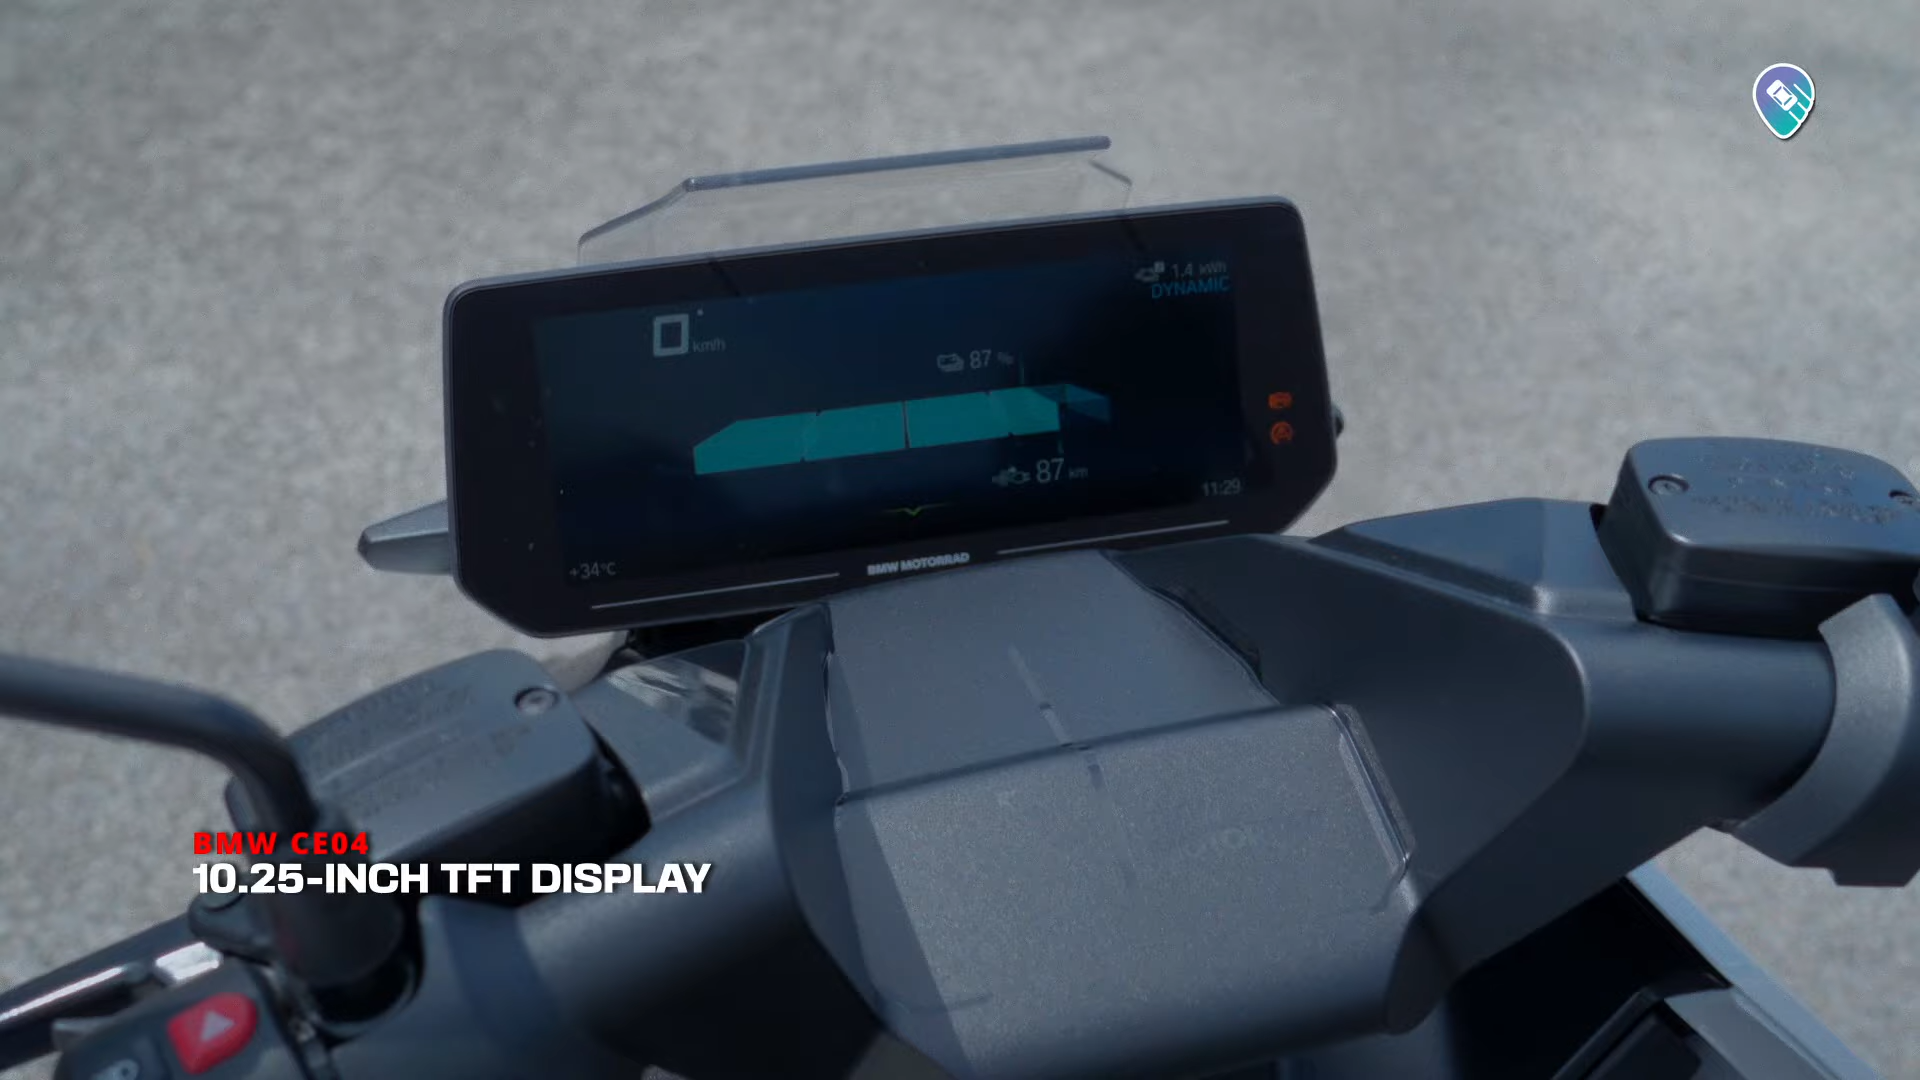 1.4 kWh
DYNAMIC
0 km/h
87 %
87 km
11:29
+34°C
BMW MOTORRAD
BMW CE04
10.25-INCH TFT DISPLAY